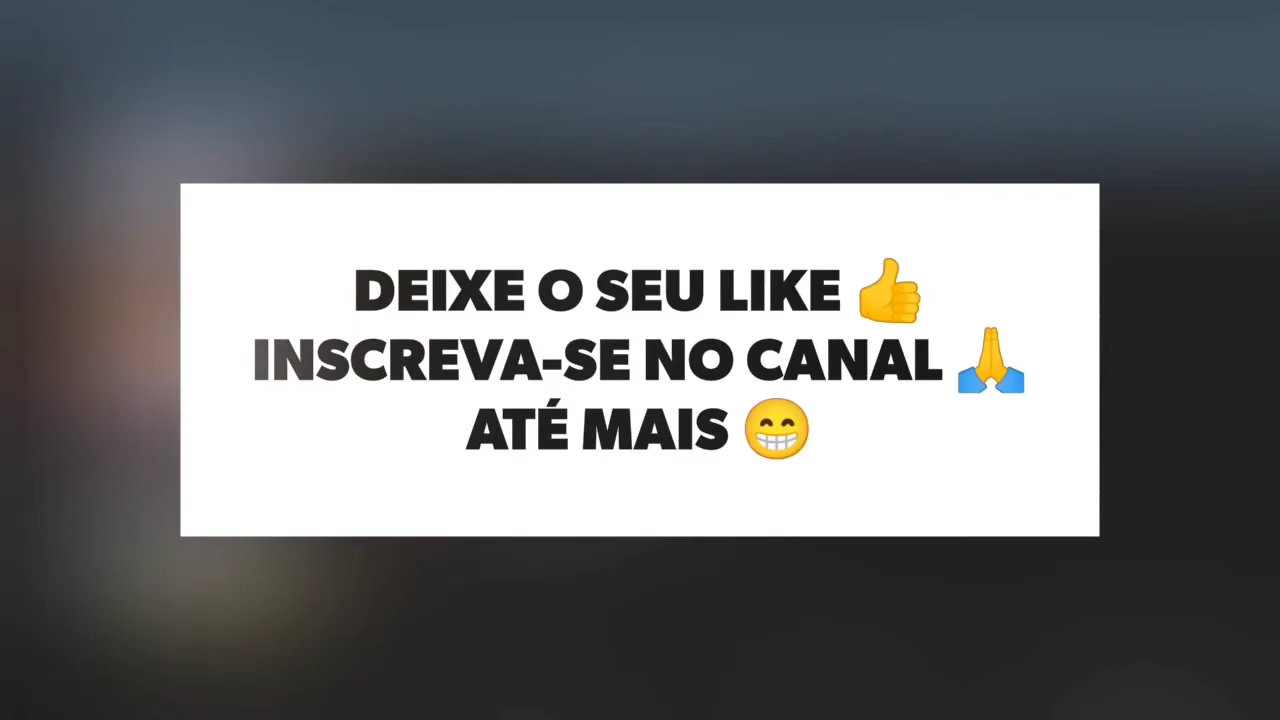 DEIXE O SEU LIKE 👍
INSCREVA-SE NO CANAL 🙏
ATÉ MAIS 😁